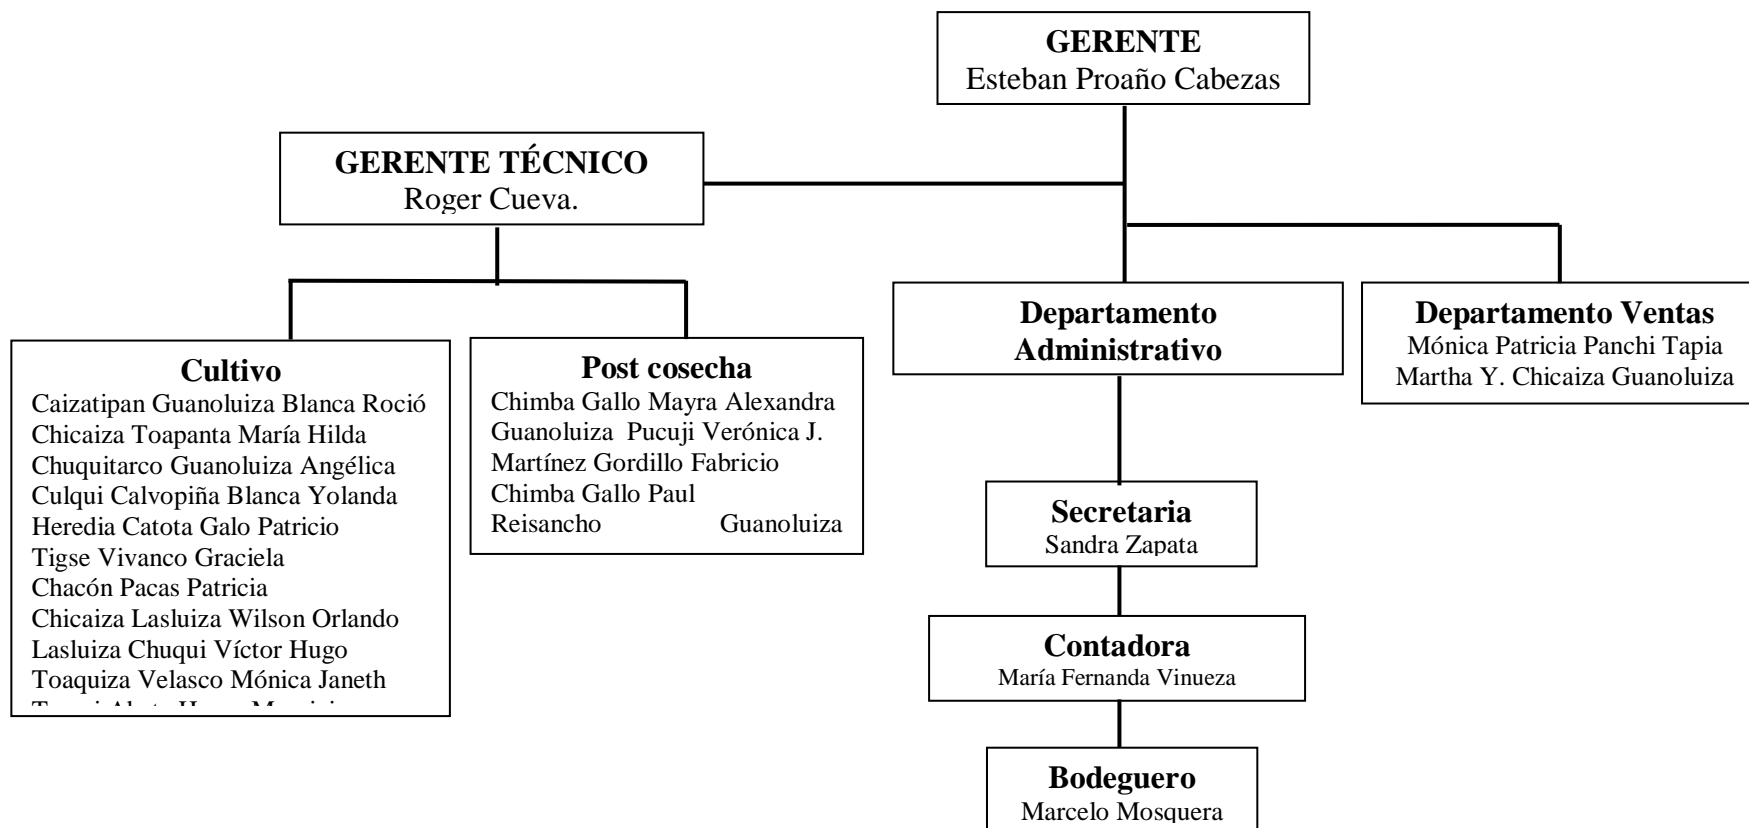 GERENTE
Esteban Proaño Cabezas
GERENTE TÉCNICO
Roger Cueva.
Departamento
Administrativo
Departamento Ventas
Mónica Patricia Panchi Tapia
Martha Y. Chicaiza Guanoluiza
Cultivo
Caizatipan Guanoluiza Blanca Roció
Chicaiza Toapanta María Hilda
Chuquitarco Guanoluiza Angélica
Culqui Calvopiña Blanca Yolanda
Heredia Catota Galo Patricio
Tigse Vivanco Graciela
Chacón Pacas Patricia
Chicaiza Lasluiza Wilson Orlando
Lasluiza Chuqui Víctor Hugo
Toaquiza Velasco Mónica Janeth
Post cosecha
Chimba Gallo Mayra Alexandra
Guanoluiza Pucuji Verónica J.
Martínez Gordillo Fabricio
Chimba Gallo Paul
Reisancho Guanoluiza
Secretaria
Sandra Zapata
Contadora
María Fernanda Vinueza
Bodeguero
Marcelo Mosquera